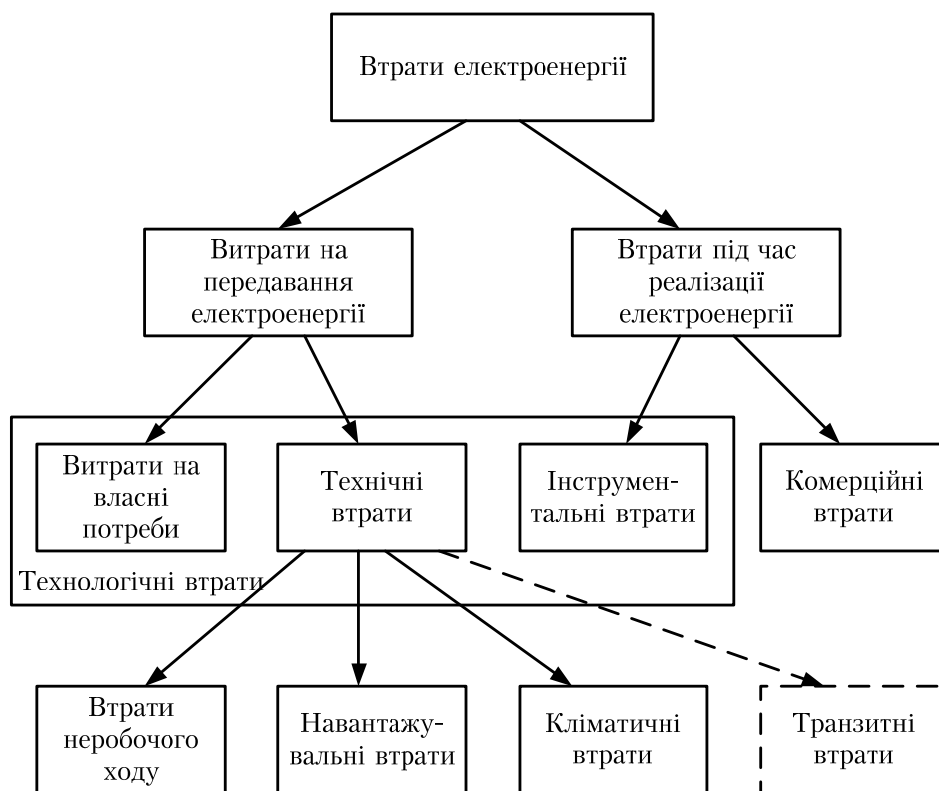 Втрати електроенергії
Витрати на
передавання
електроенергії
Втрати під час
реалізації
електроенергії
Витрати на
власні
потреби
Технічні
втрати
Інструмен-
тальні втрати
Комерційні
втрати
Технологічні втрати
Втрати
неробочого
ходу
Навантажу-
вальні втрати
Кліматичні
втрати
Транзитні
втрати